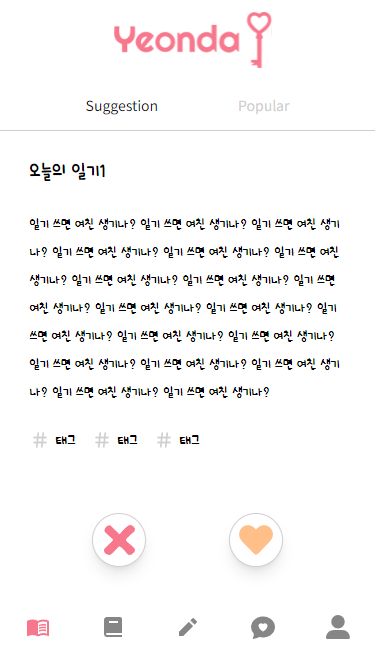 Yeonda
Suggestion Popular
오늘의 일기1
일기 쓰면 여친 생기나? 일기 쓰면 여친 생기나? 일기 쓰면 여친 생기
나? 일기 쓰면 여친 생기나? 일기 쓰면 여친 생기나? 일기 쓰면 여친
생기나? 일기 쓰면 여친 생기나? 일기 쓰면 여친 생기나? 일기 쓰면
여친 생기나? 일기 쓰면 여친 생기나? 일기 쓰면 여친 생기나? 일기
쓰면 여친 생기나? 일기 쓰면 여친 생기나? 일기 쓰면 여친 생기나?
일기 쓰면 여친 생기나? 일기 쓰면 여친 생기나? 일기 쓰면 여친 생기
나? 일기 쓰면 여친 생기나? 일기 쓰면 여친 생기나?
# 태그 # 태그 # 태그